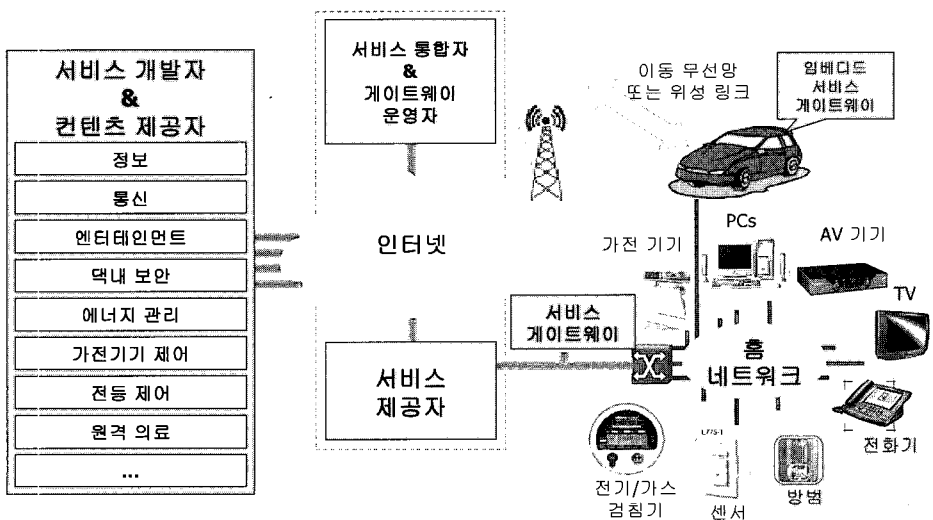 서비스 개발자
&
컨텐츠 제공자
정보
통신
엔터테인먼트
댁내 보안
에너지 관리
가전기기 제어
전등 제어
원격 의료
...
서비스 통합자
&
게이트웨이
운영자
인터넷
서비스
제공자
서비스
게이트웨이
이동 무선망
또는 위성 링크
임베디드
서비스
게이트웨이
가전 기기
PCs
AV 기기
TV
홈
네트워크
전화기
방범
센서
전기/가스
검침기